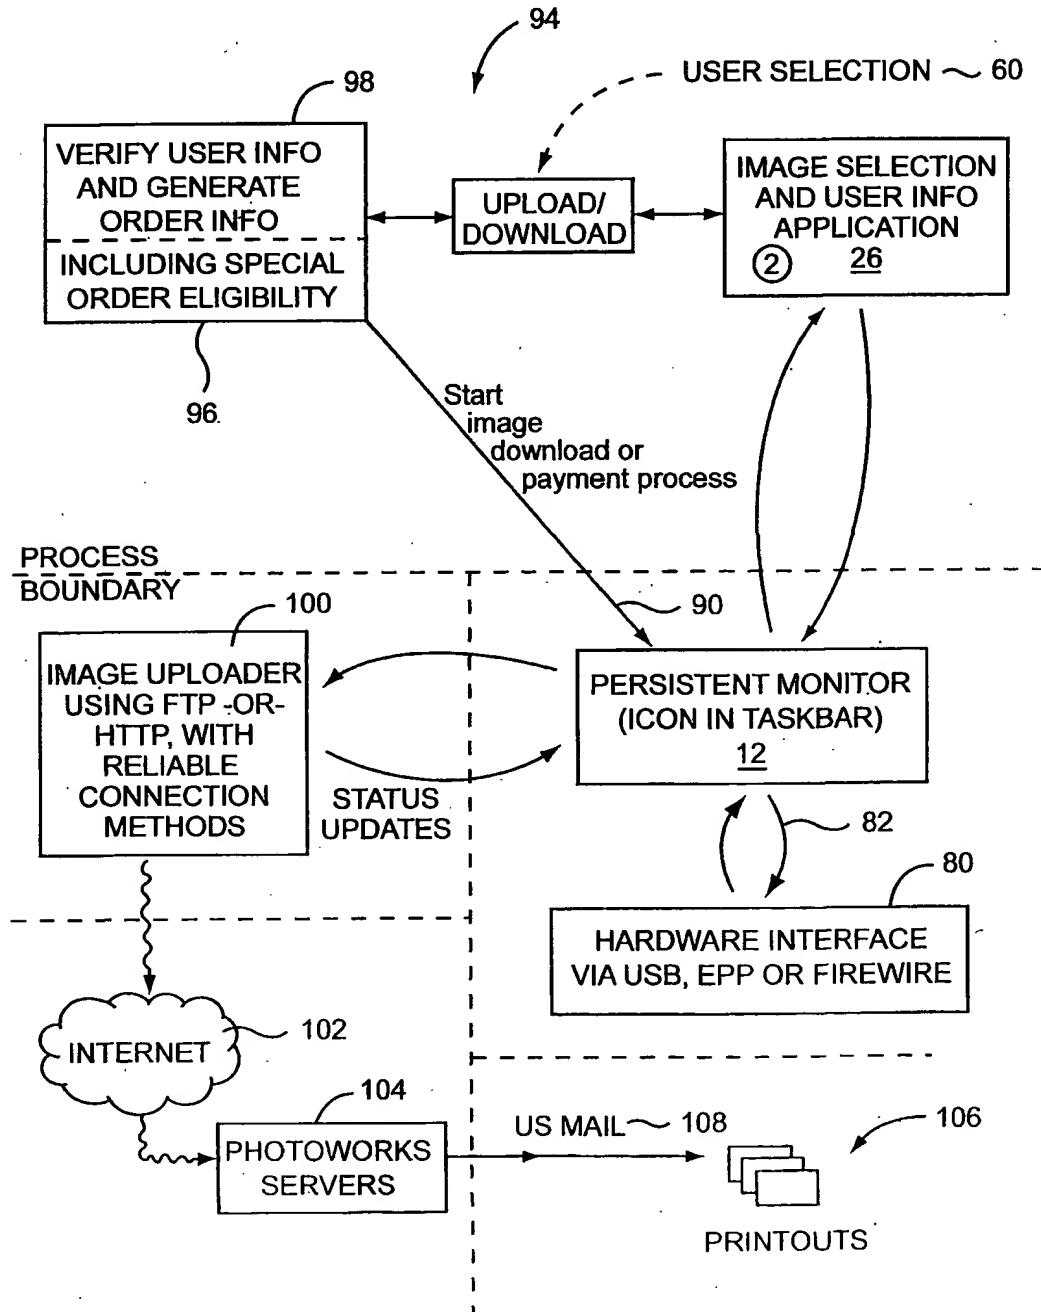 94
USER SELECTION 60
98
VERIFY USER INFO
AND GENERATE
ORDER INFO
INCLUDING SPECIAL
ORDER ELIGIBILITY
96
UPLOAD/
DOWNLOAD
IMAGE SELECTION
AND USER INFO
APPLICATION
2 26
Start
image
download or
payment process
PROCESS
BOUNDARY
90
100
IMAGE UPLOADER
USING FTP -OR-
HTTP, WITH
RELIABLE
CONNECTION
METHODS
STATUS
UPDATES
PERSISTENT MONITOR
(ICON IN TASKBAR)
12
82
80
HARDWARE INTERFACE
VIA USB, EPP OR FIREWIRE
INTERNET
102
104
PHOTOWORKS
SERVERS
US MAIL 108
106
PRINTOUTS